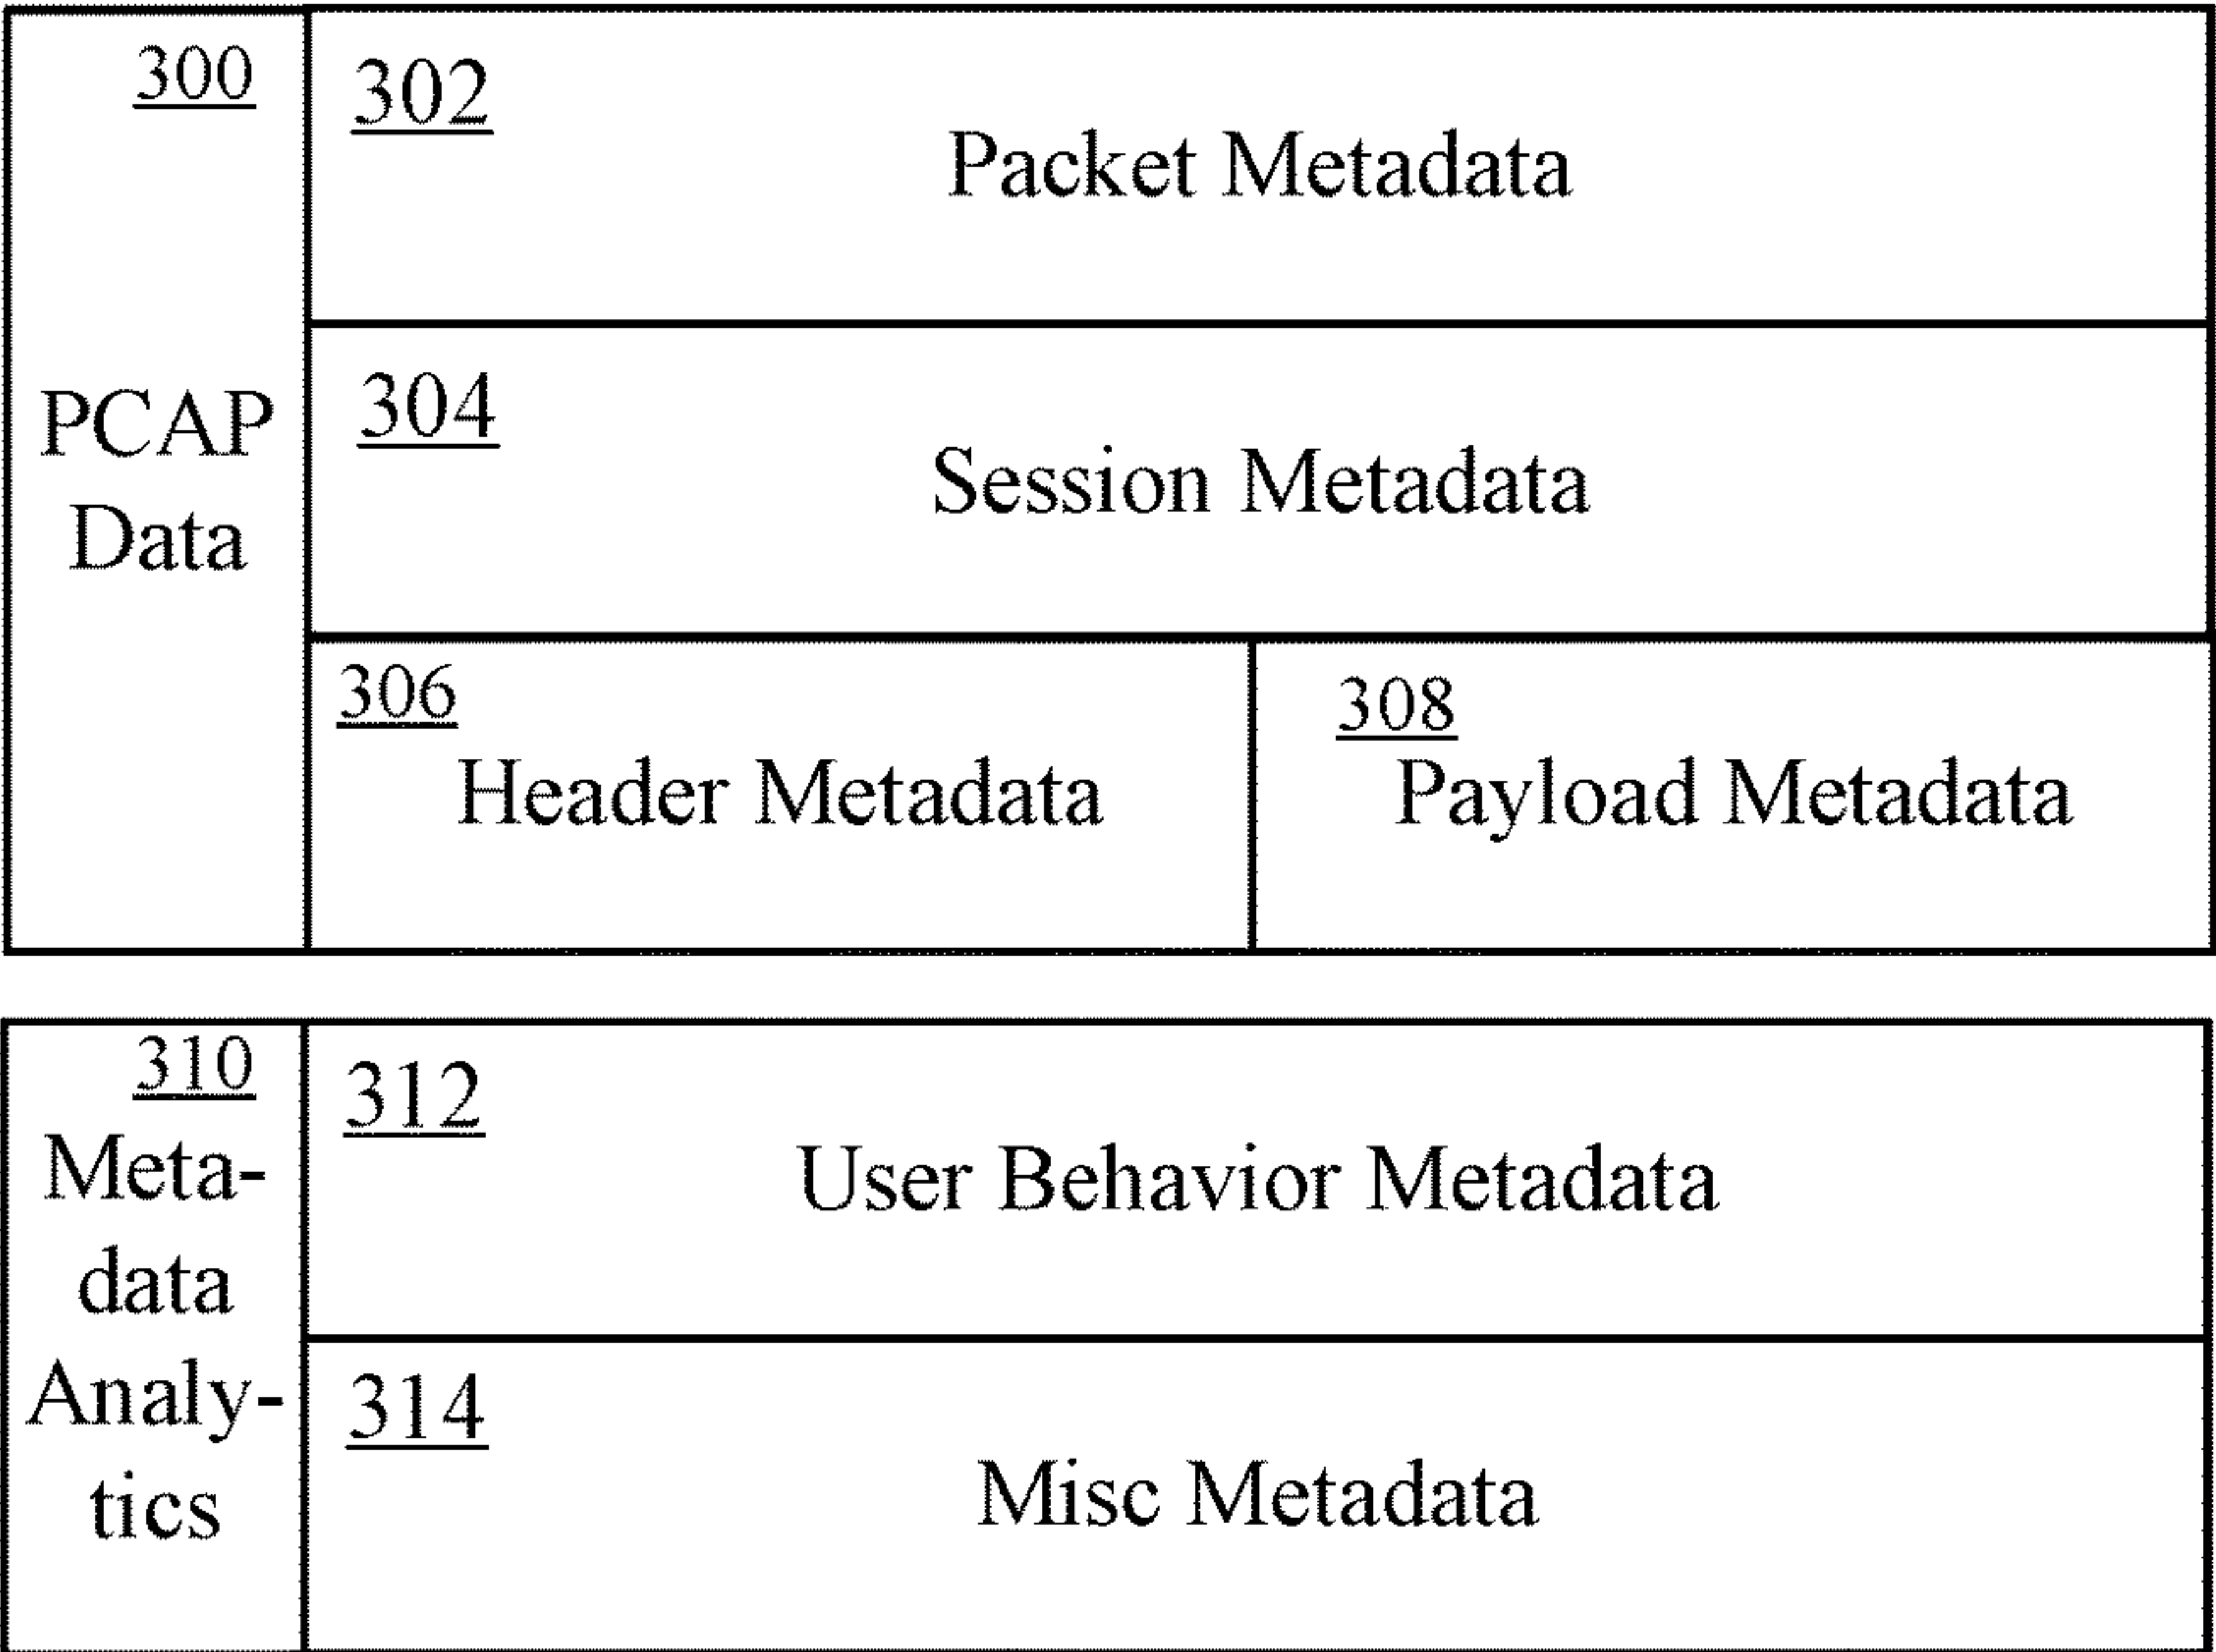 300
PCAP
Data
302
Packet Metadata
304
Session Metadata
306
Header Metadata
308
Payload Metadata
310
Meta-
data
Analy-
tics
312
User Behavior Metadata
314
Misc Metadata